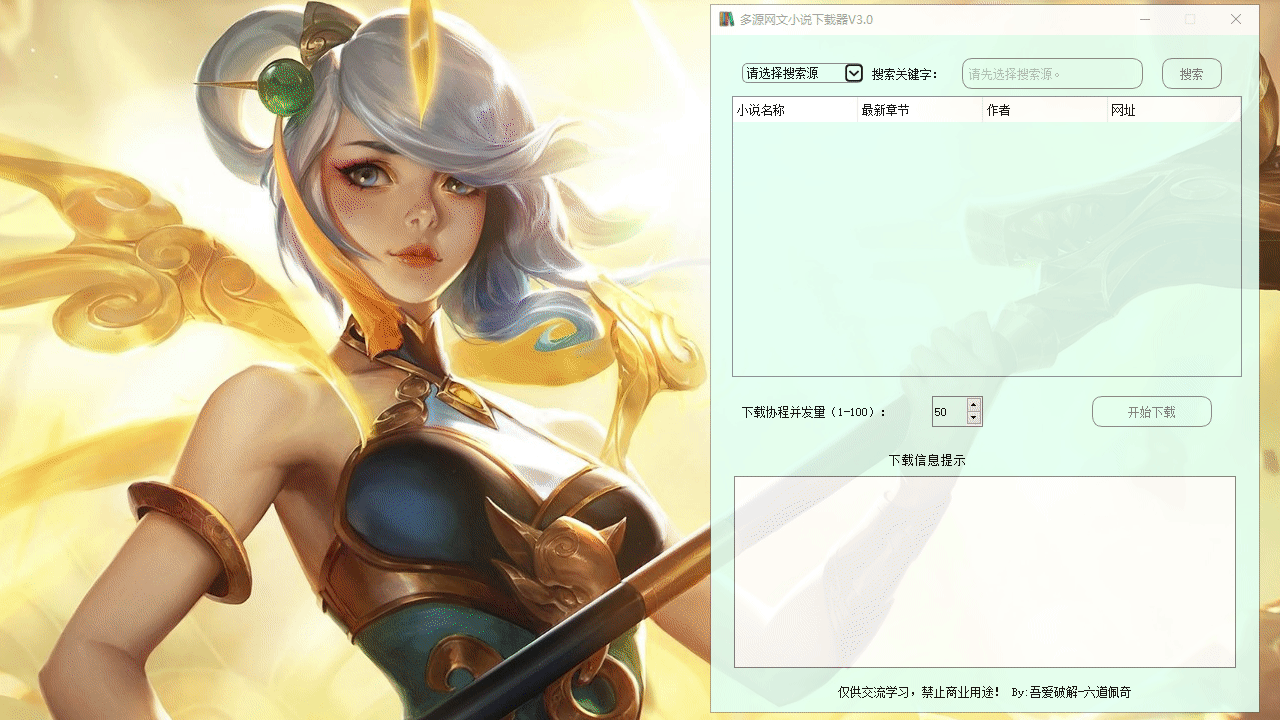 多源网文小说下载器V3.0
请选择搜索源 搜索关键字： 请先选择搜索源。 搜索
小说名称 最新章节 作者 网址
下载协程并发量（1-100）： 50 开始下载
下载信息提示
仅供交流学习，禁止商业用途！ By:吾爱破解-六道佩奇